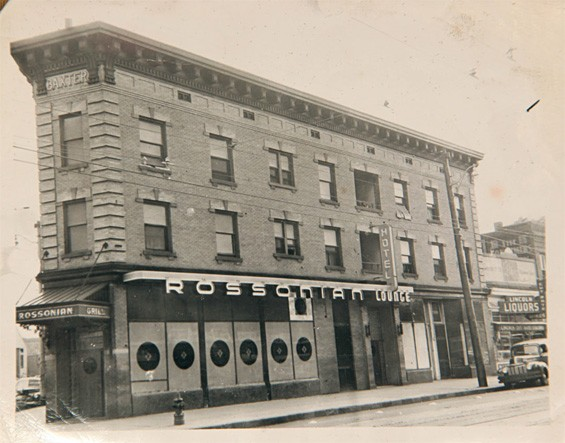 BAXTER
HOTEL
ROSSONIAN LOUNGE
ROSSONIAN GRILL
LINCOLN
LIQUORS